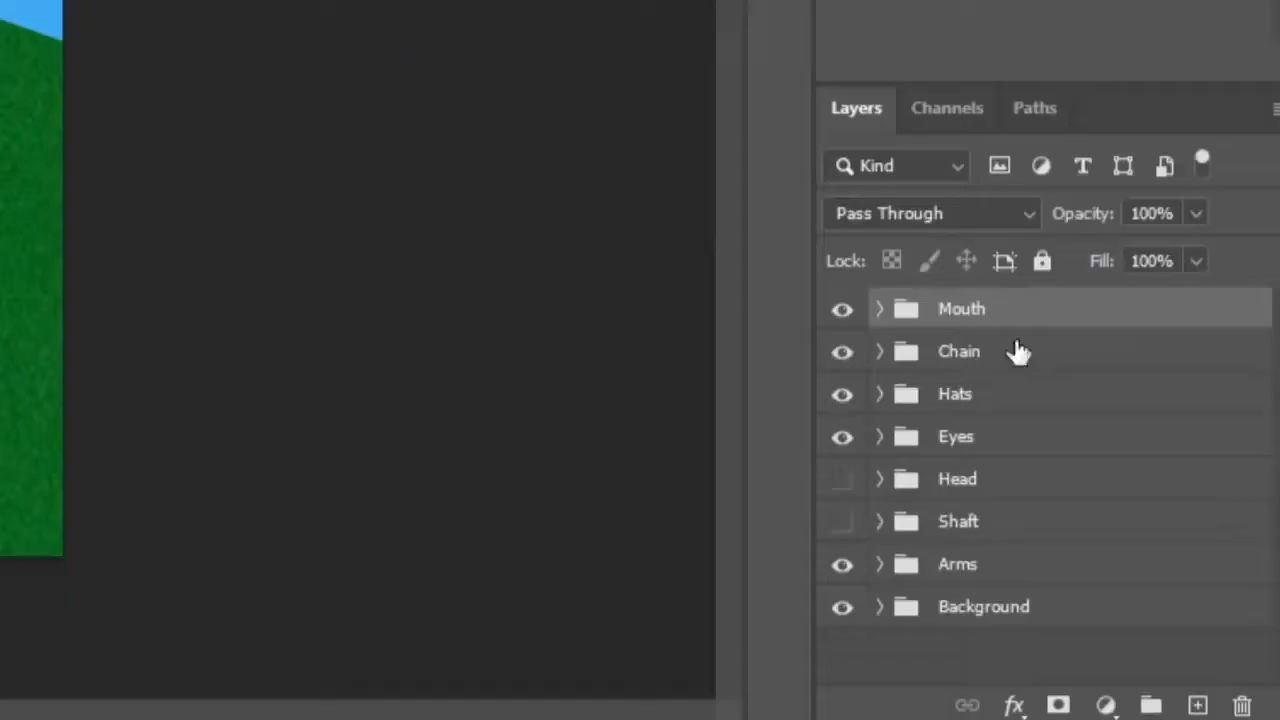 Layers Channels Paths
Kind
Pass Through Opacity: 100%
Lock: Fill: 100%
Mouth
Chain
Hats
Eyes
Head
Shaft
Arms
Background
fx